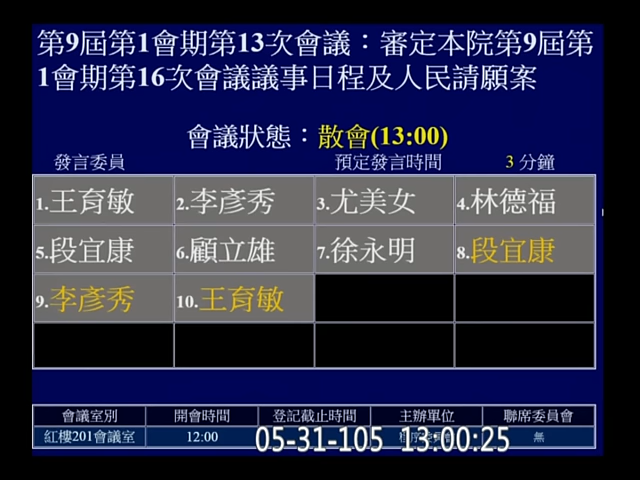 第9屆第1會期第13次會議：審定本院第9屆第
1會期第16次會議議事日程及人民請願案
會議狀態：散會(13:00)
發言委員 預定發言時間 3 分鐘
1.王育敏 2.李彥秀 3.尤美女 4.林德福
5.段宜康 6.顧立雄 7.徐永明 8.段宜康
9.李彥秀 10.王育敏
會議室別 開會時間 登記截止時間 主辦單位 聯席委員會
紅樓201會議室 12:00 無
05-31-105 13:00:25